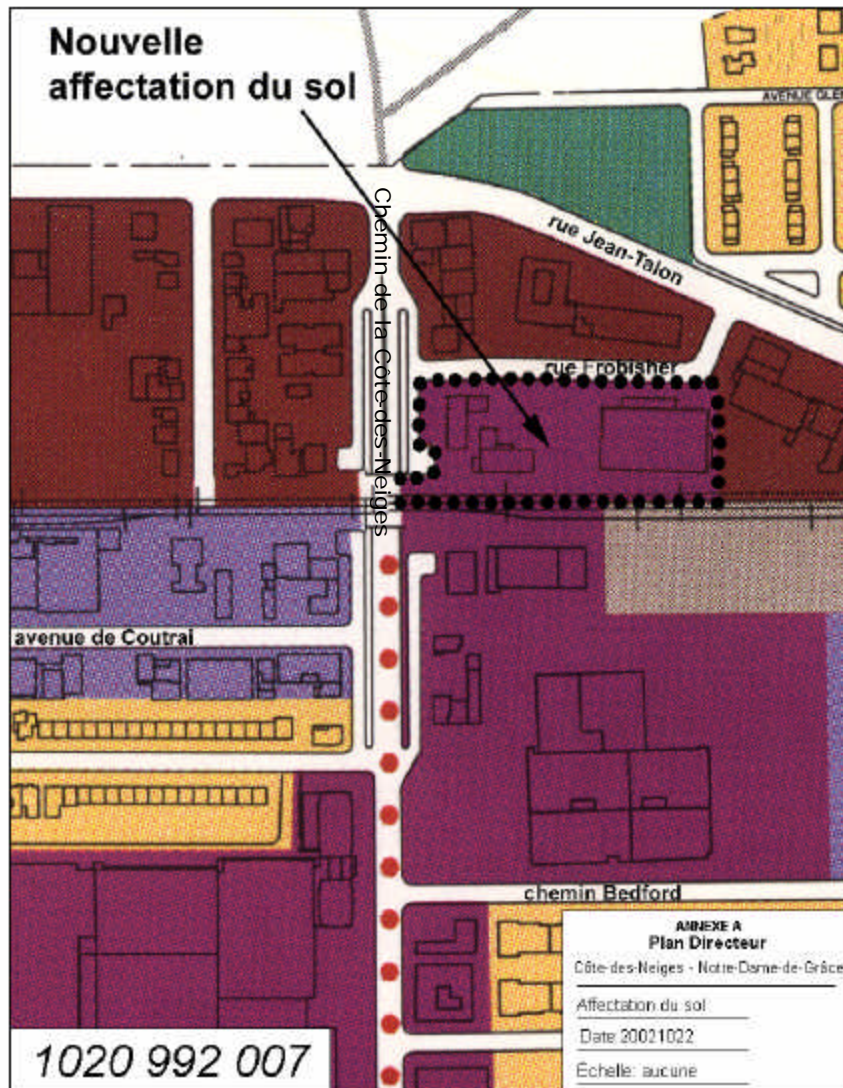 Nouvelle
affectation du sol
AVENUE GLEN
Chemin de la Côte-des-Neiges
rue Jean-Talon
rue Frobisher
avenue de Coutrai
chemin Bedford
ANNEXE A
Plan Directeur
Côte-des-Neiges - Notre-Dame-de-Grâce
Affectation du sol
Date 20021022
Échelle: aucune
1020 992 007